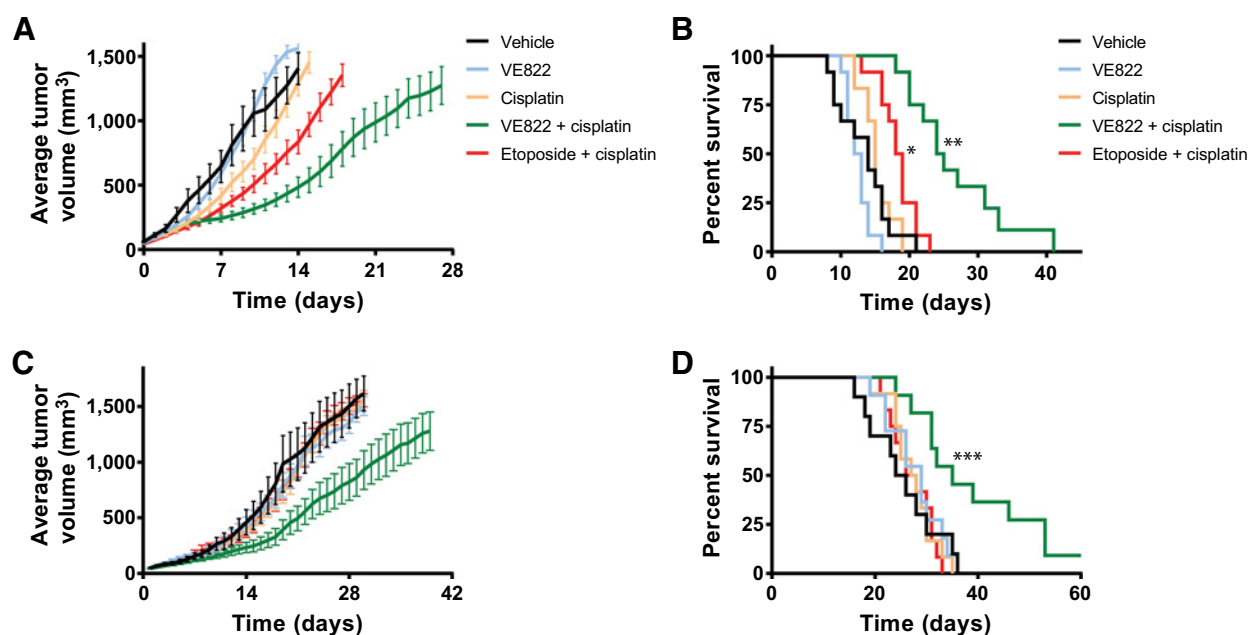 A
Average tumor
volume (mm³)
1,500
1,000
500
0
0 7 14 21 28
Time (days)
Vehicle
VE822
Cisplatin
VE822 + cisplatin
Etoposide + cisplatin
B
Percent survival
100
75
50
25
0
* **
0 10 20 30 40
Time (days)
Vehicle
VE822
Cisplatin
VE822 + cisplatin
Etoposide + cisplatin
C
Average tumor
volume (mm³)
1,500
1,000
500
0
0 14 28 42
Time (days)
D
Percent survival
100
75
50
25
0
***
0 20 40 60
Time (days)